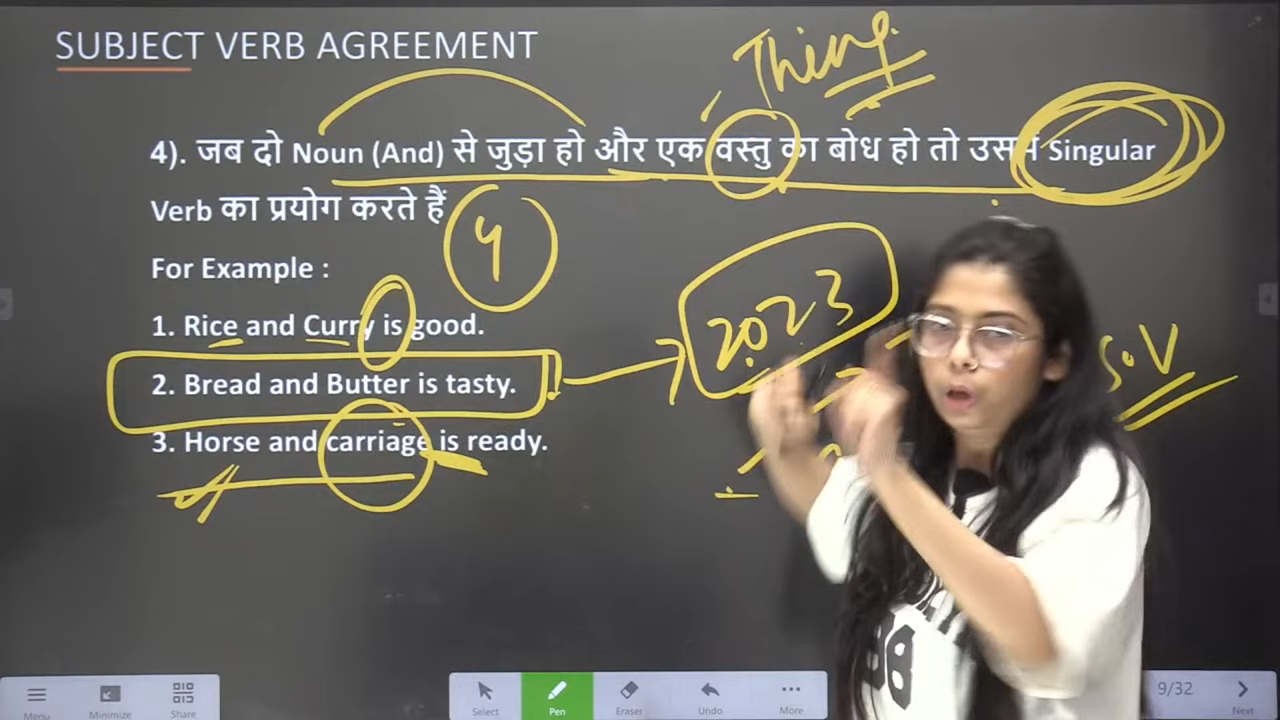 SUBJECT VERB AGREEMENT
Thing
4). जब दो Noun (And) से जुड़ा हो और एक वस्तु का बोध हो तो उसमें Singular
Verb का प्रयोग करते हैं
4
For Example :
1. Rice and Curry is good.
2023
S.V
2. Bread and Butter is tasty.
3. Horse and carriage is ready.
88
Menu
Minimize
Share
Select
Pen
Eraser
Undo
More
9/32
Next